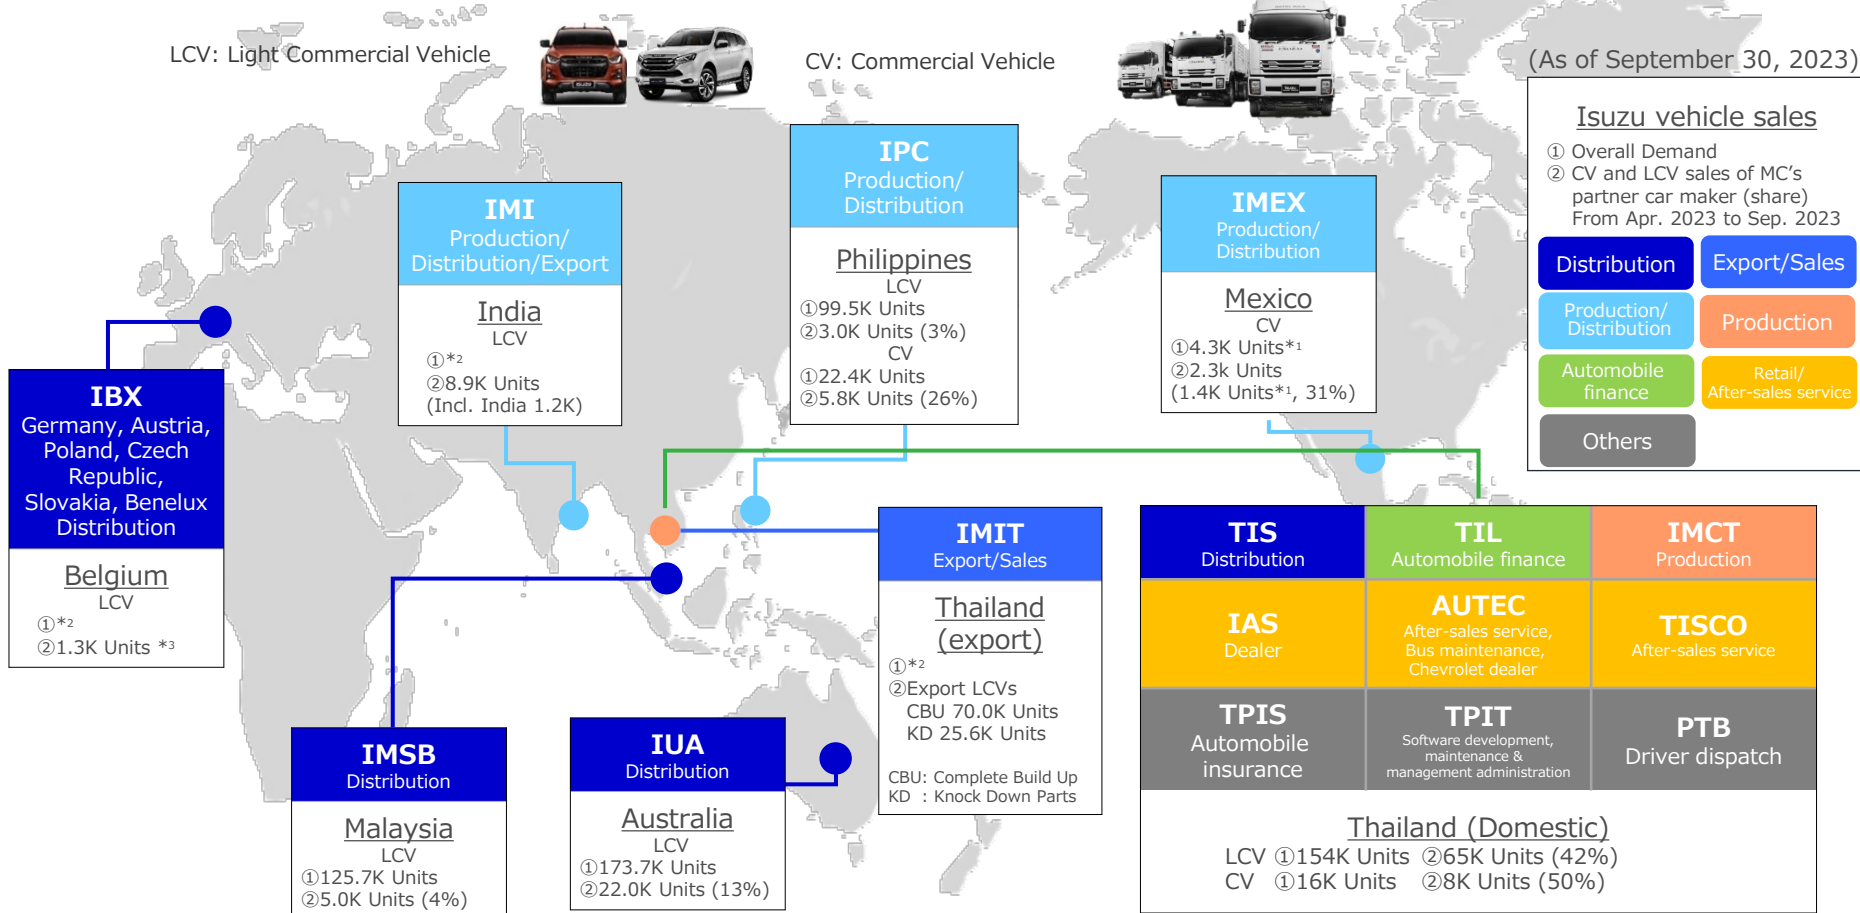 LCV: Light Commercial Vehicle
CV: Commercial Vehicle
(As of September 30, 2023)
Isuzu vehicle sales
① Overall Demand
② CV and LCV sales of MC's
partner car maker (share)
From Apr. 2023 to Sep. 2023
Distribution
Export/Sales
Production/
Distribution
Production
Automobile
finance
Retail/
After-sales service
Others
IPC
Production/
Distribution
Philippines
LCV
①99.5K Units
②3.0K Units (3%)
CV
①22.4K Units
②5.8K Units (26%)
IMI
Production/
Distribution/Export
India
LCV
①*2
②8.9K Units
(Incl. India 1.2K)
IMEX
Production/
Distribution
Mexico
CV
①4.3K Units*1
②2.3k Units
(1.4K Units*1, 31%)
IBX
Germany, Austria,
Poland, Czech
Republic,
Slovakia, Benelux
Distribution
Belgium
LCV
①*2
②1.3K Units *3
IMIT
Export/Sales
Thailand
(export)
①*2
②Export LCVs
CBU 70.0K Units
KD 25.6K Units
CBU: Complete Build Up
KD : Knock Down Parts
IMSB
Distribution
Malaysia
LCV
①125.7K Units
②5.0K Units (4%)
IUA
Distribution
Australia
LCV
①173.7K Units
②22.0K Units (13%)
TIS
Distribution
TIL
Automobile finance
IMCT
Production
IAS
Dealer
AUTEC
After-sales service,
Bus maintenance,
Chevrolet dealer
TISCO
After-sales service
TPIS
Automobile
insurance
TPIT
Software development,
maintenance &
management administration
PTB
Driver dispatch
Thailand (Domestic)
LCV ①154K Units ②65K Units (42%)
CV ①16K Units ②8K Units (50%)